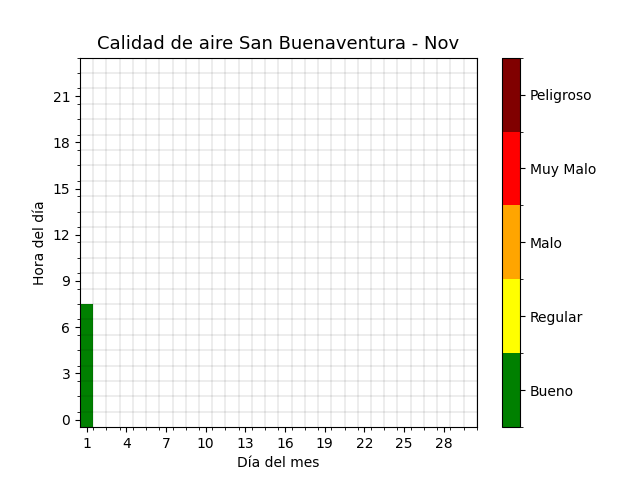 Calidad de aire San Buenaventura - Nov
Hora del día
21
18
15
12
9
6
3
0
1 4 7 10 13 16 19 22 25 28
Día del mes
Peligroso
Muy Malo
Malo
Regular
Bueno